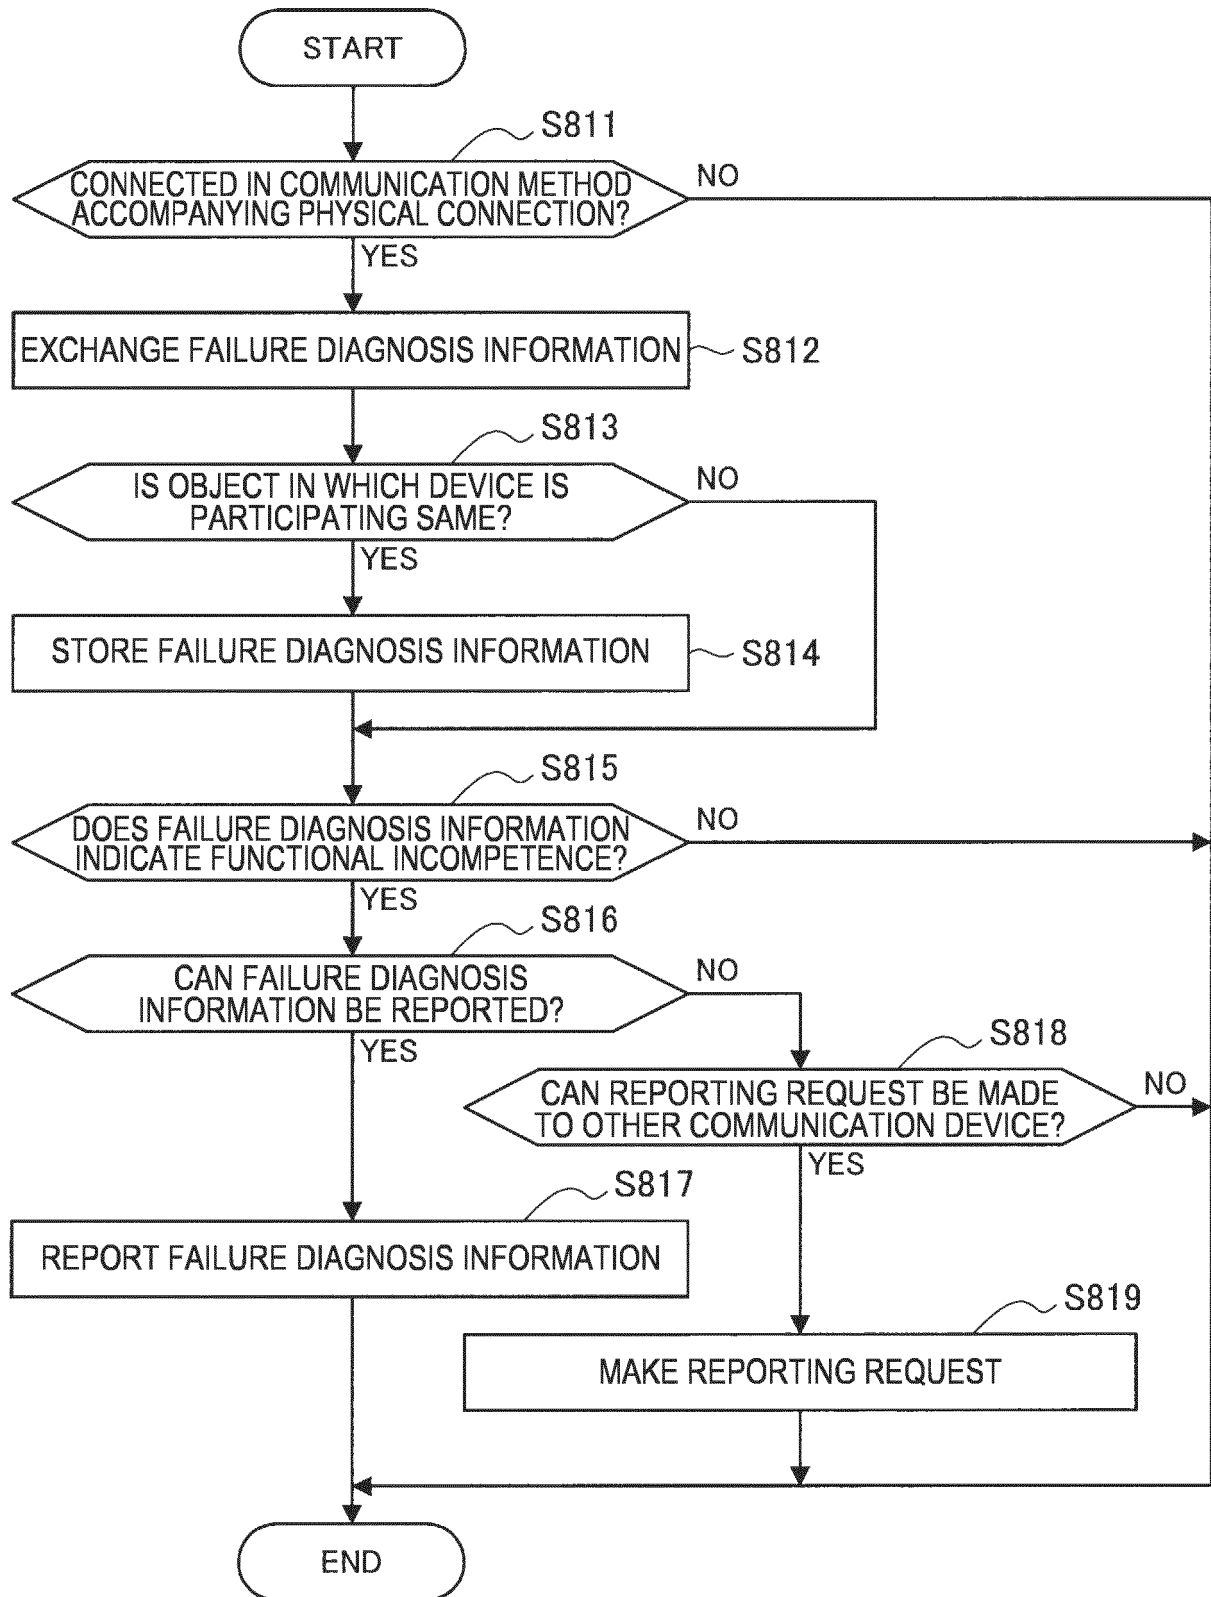 START
S811
CONNECTED IN COMMUNICATION METHOD
ACCOMPANYING PHYSICAL CONNECTION?
NO
YES
EXCHANGE FAILURE DIAGNOSIS INFORMATION
S812
S813
IS OBJECT IN WHICH DEVICE IS
PARTICIPATING SAME?
NO
YES
STORE FAILURE DIAGNOSIS INFORMATION
S814
S815
DOES FAILURE DIAGNOSIS INFORMATION
INDICATE FUNCTIONAL INCOMPETENCE?
NO
YES
S816
CAN FAILURE DIAGNOSIS
INFORMATION BE REPORTED?
NO
YES
S818
CAN REPORTING REQUEST BE MADE
TO OTHER COMMUNICATION DEVICE?
NO
YES
S817
REPORT FAILURE DIAGNOSIS INFORMATION
S819
MAKE REPORTING REQUEST
END